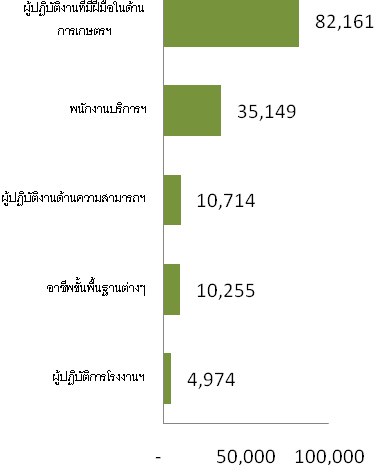 ผู้ปฏิบัติงานที่มีฝีมือในด้าน
การเกษตรฯ
82,161
พนักงานบริการฯ
35,149
ผู้ปฏิบัติงานด้านความสามารถฯ
10,714
อาชีพขั้นพื้นฐานต่างๆ
10,255
ผู้ปฏิบัติการโรงงานฯ
4,974
- 50,000 100,000